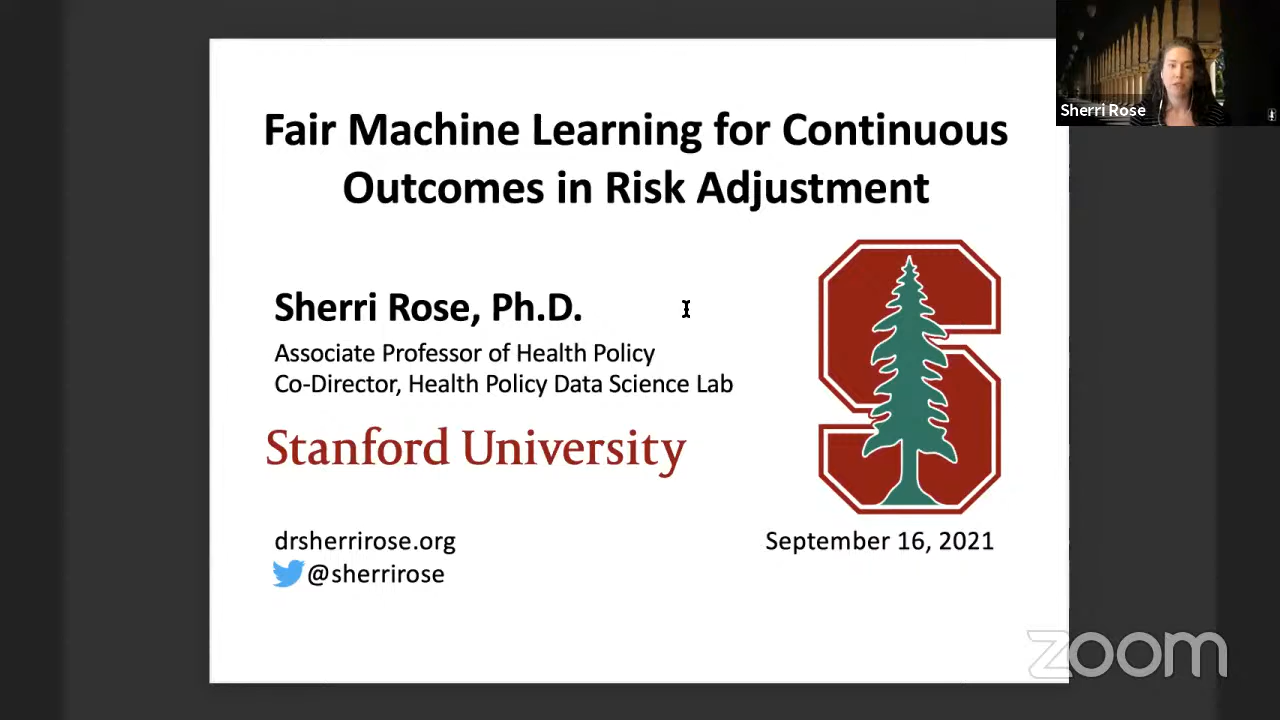 Fair Machine Learning for Continuous
Outcomes in Risk Adjustment
Sherri Rose, Ph.D.
Associate Professor of Health Policy
Co-Director, Health Policy Data Science Lab
Stanford University
drsherrirose.org
@sherrirose
September 16, 2021
Sherri Rose
zoom